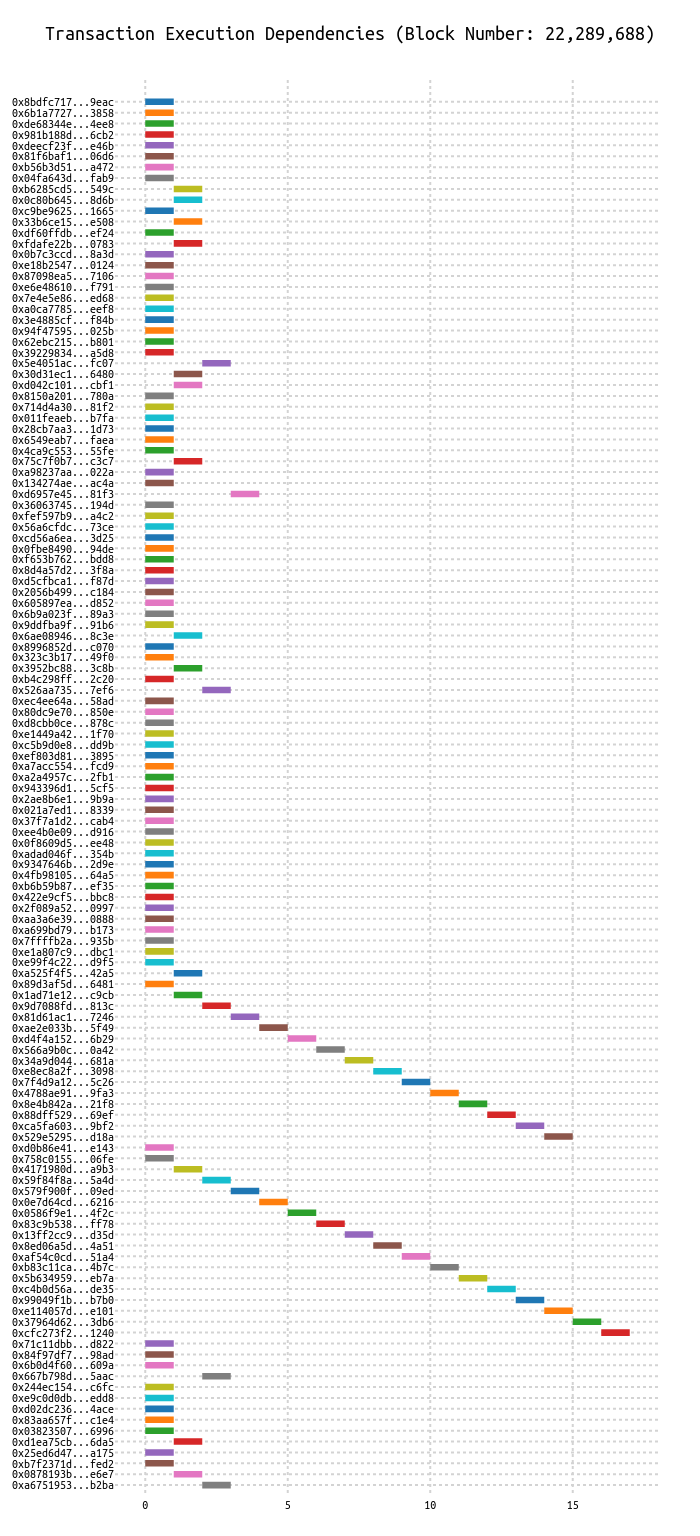 Transaction Execution Dependencies (Block Number: 22,289,688)
0x8bdfc717...9eac
0x6b1a7727...3858
0xde68344e...4ee8
0x981b188d...6cb2
0xdeecf23f...e46b
0x81f6baf1...06d6
0xb56b3d51...a472
0x04fa643d...fab9
0xb6285cd5...549c
0x0c80b645...8d6b
0xc9be9625...1665
0x33b6ce15...e508
0xdf60ffdb...ef24
0xfdafe22b...0783
0x0b7c3ccd...8a3d
0xe18b2547...0124
0x87098ea5...7106
0xe6e48610...f791
0x7e4e5e86...ed68
0xa0ca7785...eef8
0x3e4885cf...f84b
0x94f47595...025b
0x62ebc215...b801
0x39229834...a5d8
0x5e4051ac...fc07
0x30d31ec1...6480
0xd042c101...cbf1
0x8150a201...780a
0x714d4a30...81f2
0x011feaeb...b7fa
0x28cb7aa3...1d73
0x6549eab7...faea
0x4ca9c553...55fe
0x75c7f0b7...c3c7
0xa98237aa...022a
0x134274ae...ac4a
0xd6957e45...81f3
0x36063745...194d
0xfef597b9...a4c2
0x56a6cfdc...73ce
0xcd56a6ea...3d25
0x0fbe8490...94de
0xf653b762...bdd8
0x8d4a57d2...3f8a
0xd5cfbca1...f87d
0x2056b499...c184
0x605897ea...d852
0x6b9a023f...89a3
0x9ddfba9f...91b6
0x6ae08946...8c3e
0x8996852d...c070
0x323c3b17...49f0
0x3952bc88...3c8b
0xb4c298ff...2c20
0x526aa735...7ef6
0xec4ee64a...58ad
0x80dc9e70...850e
0xd8cbb0ce...878c
0xe1449a42...1f70
0xc5b9d0e8...dd9b
0xef803d81...3895
0xa7acc554...fcd9
0xa2a4957c...2fb1
0x943396d1...5cf5
0x2ae8b6e1...9b9a
0x021a7ed1...8339
0x37f7a1d2...cab4
0xee4b0e09...d916
0x0f8609d5...ee48
0xadad046f...354b
0x9347646b...2d9e
0x4fb98105...64a5
0xb6b59b87...ef35
0x422e9cf5...bbc8
0x2f089a52...0997
0xaa3a6e39...0888
0xa699bd79...b173
0x7ffffb2a...935b
0xe1a807c9...dbc1
0xe99f4c22...d9f5
0xa525f4f5...42a5
0x89d3af5d...6481
0x1ad71e12...c9cb
0x9d7088fd...813c
0x81d61ac1...7246
0xae2e033b...5f49
0xd4f4a152...6b29
0x566a9b0c...0a42
0x34a9d044...681a
0xe8ec8a2f...3098
0x7f4d9a12...5c26
0x4788ae91...9fa3
0x8e4b842a...21f8
0x88dff529...69ef
0xca5fa603...9bf2
0x529e5295...d18a
0xd0b86e41...e143
0x758c0155...06fe
0x4171980d...a9b3
0x59f84f8a...5a4d
0x579f900f...09ed
0x0e7d64cd...6216
0x0586f9e1...4f2c
0x83c9b538...ff78
0x13ff2cc9...d35d
0x8ed06a5d...4a51
0xaf54c0cd...51a4
0xb83c11ca...4b7c
0x5b634959...eb7a
0xc4b0d56a...de35
0x99049f1b...b7b0
0xe114057d...e101
0x37964d62...3db6
0xcfc273f2...1240
0x71c11dbb...d822
0x84f97df7...98ad
0x6b0d4f60...609a
0x667b798d...5aac
0x244ec154...c6fc
0xe9c0d0db...edd8
0xd02dc236...4ace
0x83aa657f...c1e4
0x03823507...6996
0xd1ea75cb...6da5
0x25ed6d47...a175
0xb7f2371d...fed2
0x0878193b...e6e7
0xa6751953...b2ba
0 5 10 15